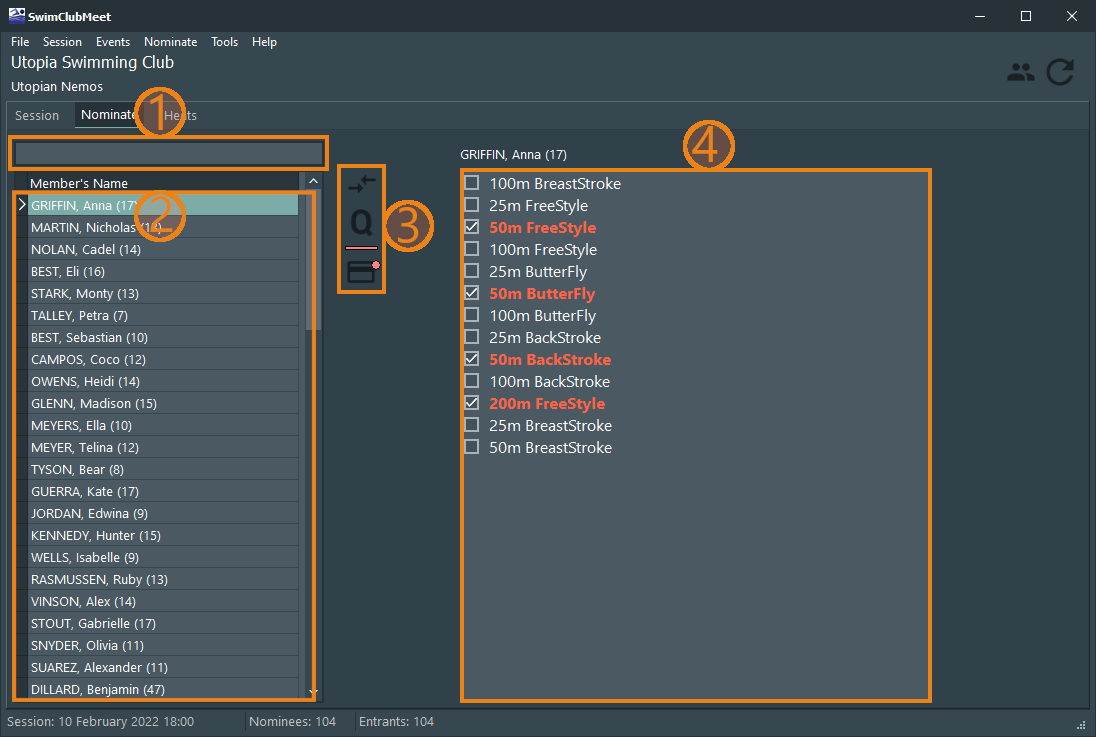 SwimClubMeet
File Session Events Nominate Tools Help
Utopia Swimming Club
Utopian Nemos
Session Nominate Heats
1
Member's Name
GRIFFIN, Anna (17)
MARTIN, Nicholas (12)
NOLAN, Cadel (14)
BEST, Eli (16)
STARK, Monty (13)
TALLEY, Petra (7)
BEST, Sebastian (10)
CAMPOS, Coco (12)
OWENS, Heidi (14)
GLENN, Madison (15)
MEYERS, Ella (10)
MEYER, Telina (12)
TYSON, Bear (8)
GUERRA, Kate (17)
JORDAN, Edwina (9)
KENNEDY, Hunter (15)
WELLS, Isabelle (9)
RASMUSSEN, Ruby (13)
VINSON, Alex (14)
STOUT, Gabrielle (17)
SNYDER, Olivia (11)
SUAREZ, Alexander (11)
DILLARD, Benjamin (47)
2
Q
3
GRIFFIN, Anna (17)
4
100m BreastStroke
25m FreeStyle
50m FreeStyle
100m FreeStyle
25m ButterFly
50m ButterFly
100m ButterFly
25m BackStroke
50m BackStroke
100m BackStroke
200m FreeStyle
25m BreastStroke
50m BreastStroke
Session: 10 February 2022 18:00 Nominees: 104 Entrants: 104